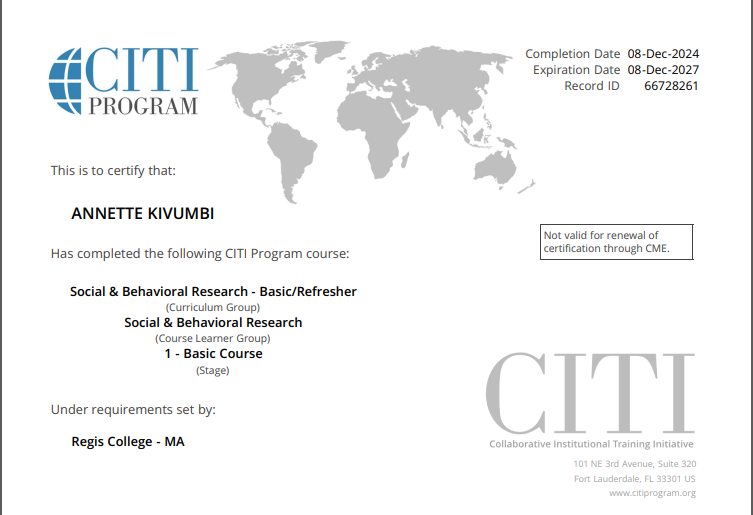 CITI
PROGRAM
Completion Date 08-Dec-2024
Expiration Date 08-Dec-2027
Record ID 66728261
This is to certify that:
ANNETTE KIVUMBI
Not valid for renewal of
certification through CME.
Has completed the following CITI Program course:
Social & Behavioral Research - Basic/Refresher
(Curriculum Group)
Social & Behavioral Research
(Course Learner Group)
1 - Basic Course
(Stage)
Under requirements set by:
Regis College - MA
CITI
Collaborative Institutional Training Initiative
101 NE 3rd Avenue, Suite 320
Fort Lauderdale, FL 33301 US
www.citiprogram.org